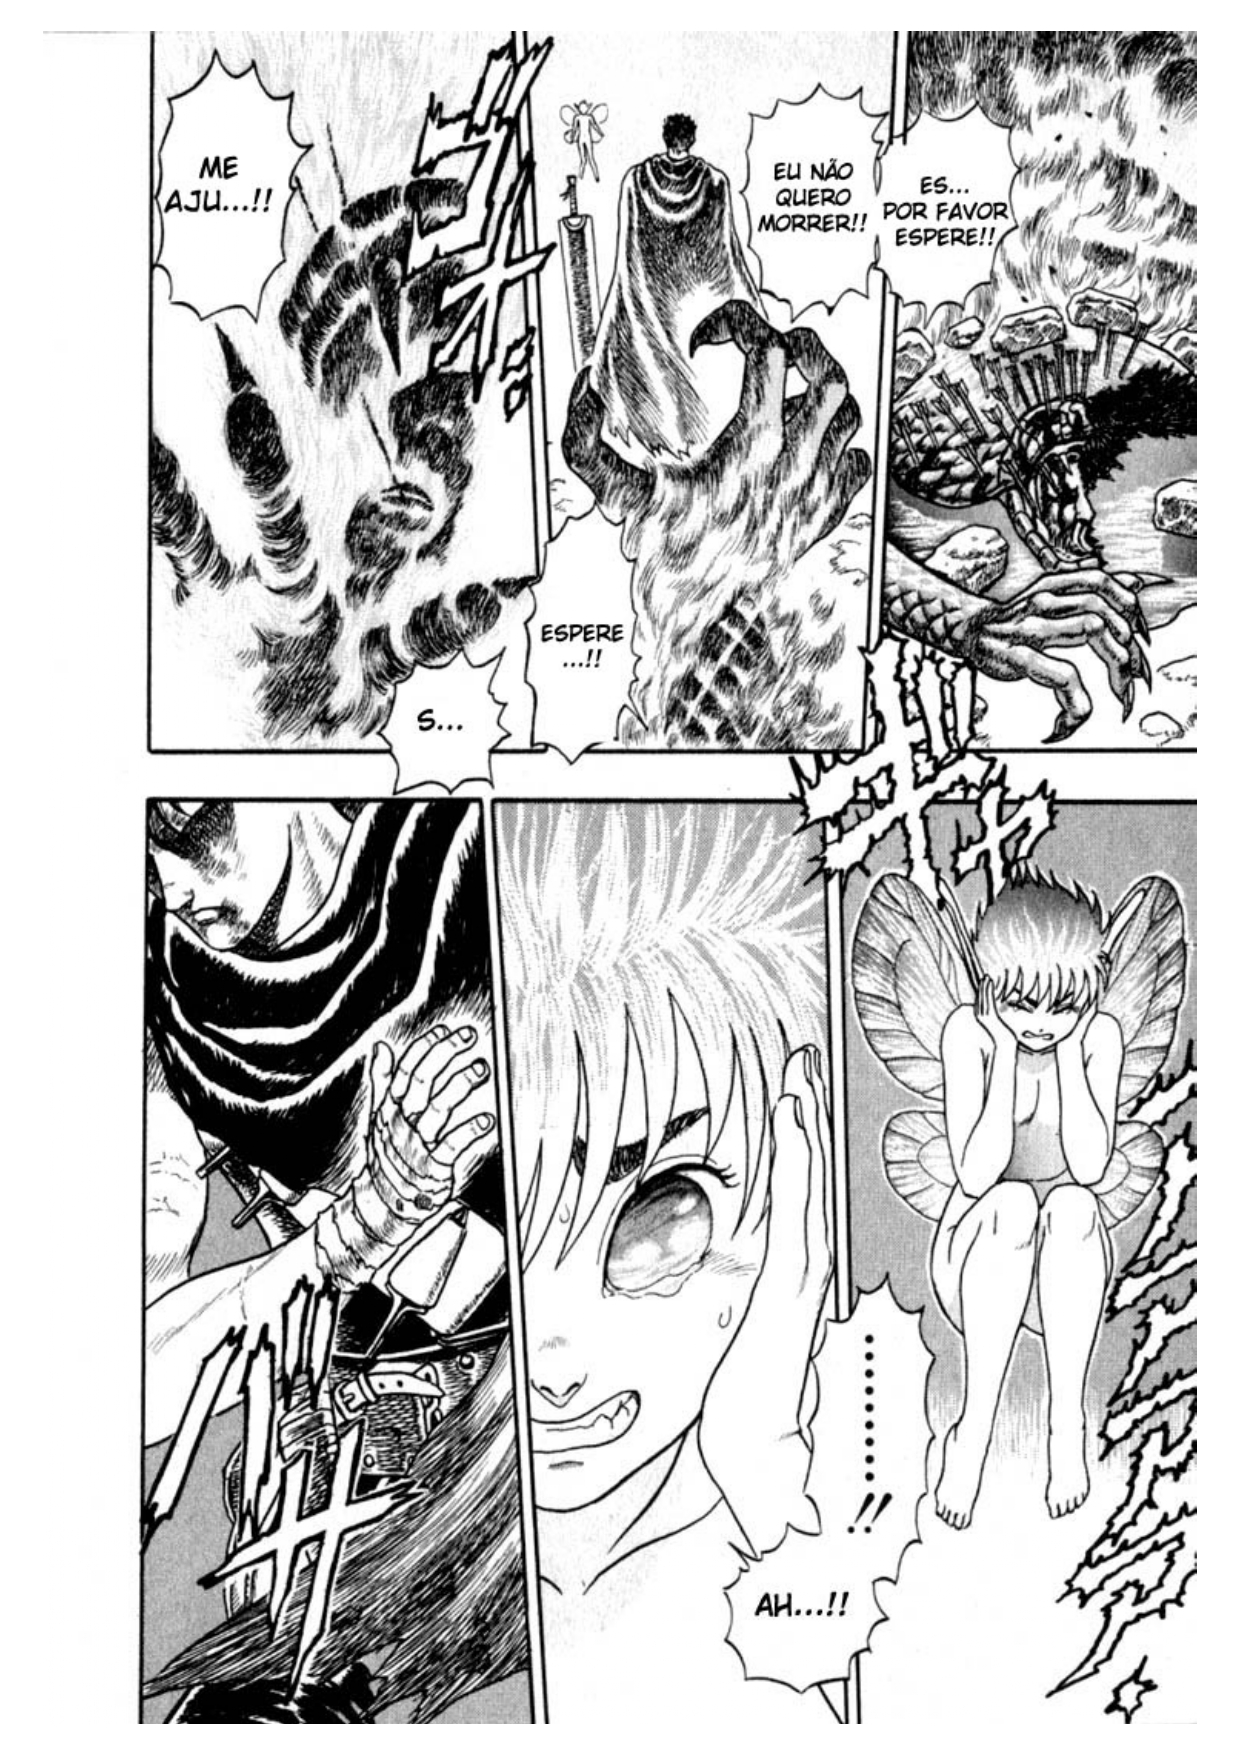 ES...
POR FAVOR
ESPERE!!
EU NÃO
QUERO
MORRER!!
ESPERE
...!!
ME
AJU...!!
S...
.......!!
AH...!!